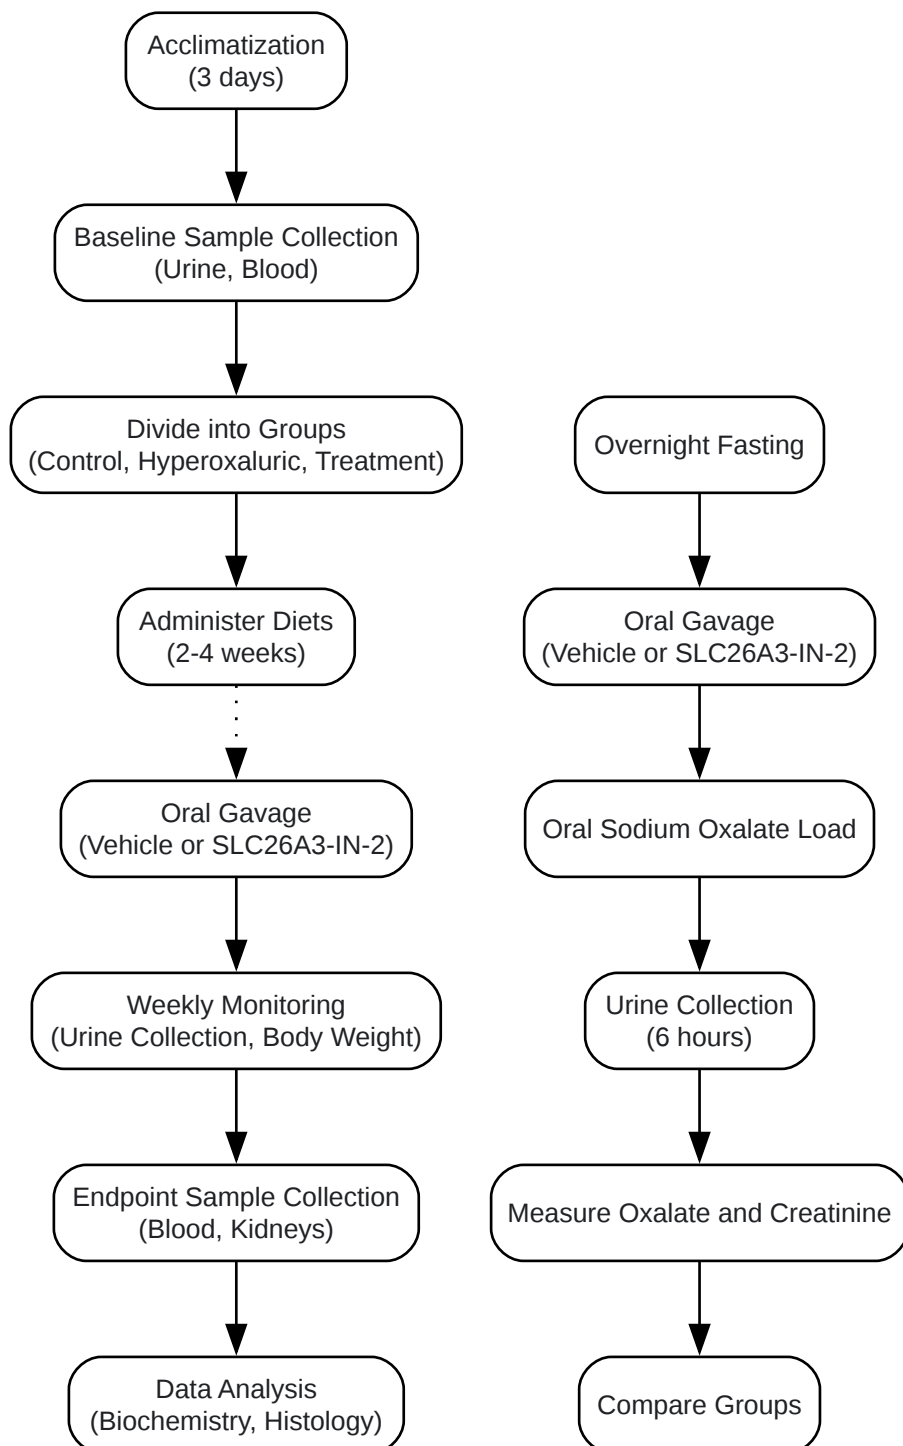 Acclimatization
(3 days)
Baseline Sample Collection
(Urine, Blood)
Divide into Groups
(Control, Hyperoxaluric, Treatment)
Administer Diets
(2-4 weeks)
Oral Gavage
(Vehicle or SLC26A3-IN-2)
Weekly Monitoring
(Urine Collection, Body Weight)
Endpoint Sample Collection
(Blood, Kidneys)
Data Analysis
(Biochemistry, Histology)
Overnight Fasting
Oral Gavage
(Vehicle or SLC26A3-IN-2)
Oral Sodium Oxalate Load
Urine Collection
(6 hours)
Measure Oxalate and Creatinine
Compare Groups